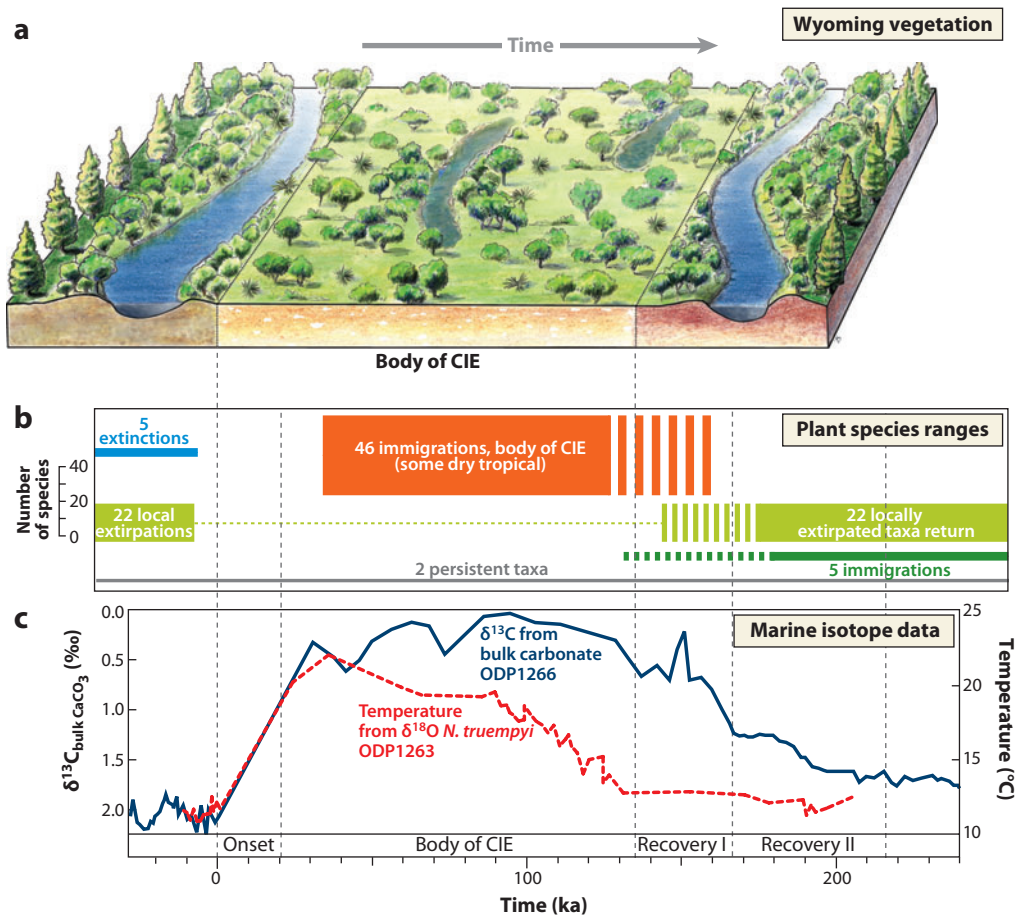 a
Wyoming vegetation
Time
Body of CIE
b
Plant species ranges
5
extinctions
46 immigrations, body of CIE
(some dry tropical)
Number
of species
40
20
0
22 local
extirpations
22 locally
extirpated taxa return
2 persistent taxa
5 immigrations
c
Marine isotope data
δ13C from
bulk carbonate
ODP1266
Temperature
from δ18O N. truempyi
ODP1263
δ13Cbulk CaCO3 (‰)
0.0
0.5
1.0
1.5
2.0
Temperature (°C)
25
20
15
10
Onset
Body of CIE
Recovery I
Recovery II
0
100
200
Time (ka)